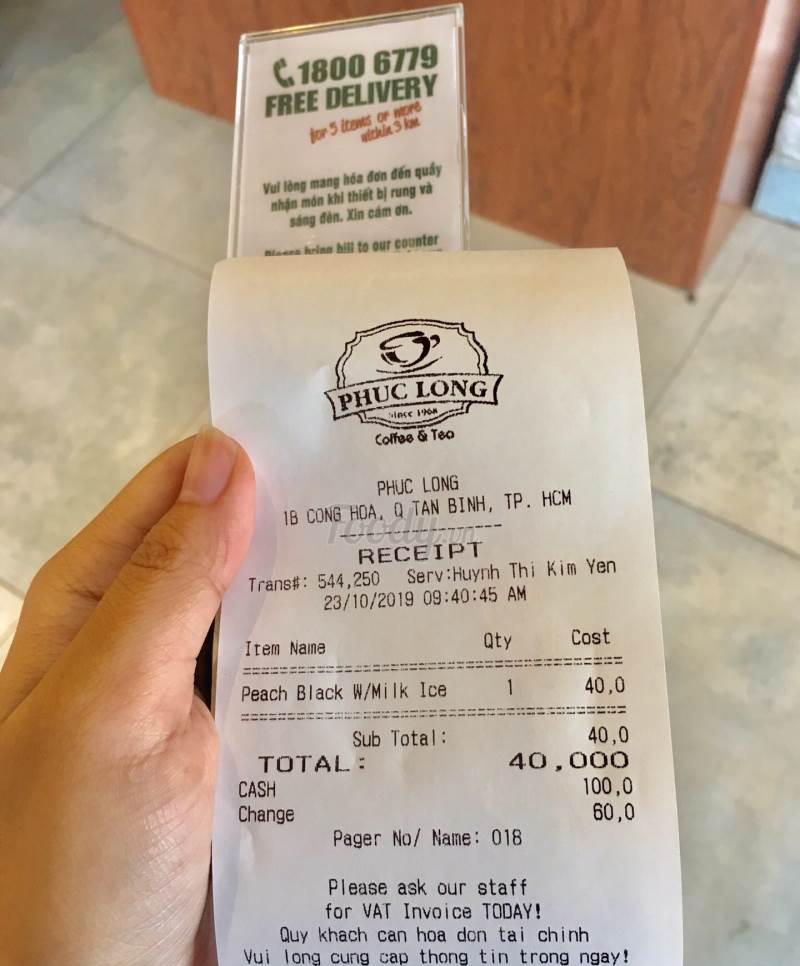 1800 6779
FREE DELIVERY
for 5 items or more
within 3 km
Vui lòng mang hóa đơn đến quầy
nhận món khi thiết bị rung và
sáng đèn. Xin cám ơn.
Please bring bill to our counter
PHUC LONG
Since 1968
Coffee & Tea
PHUC LONG
1B CONG HOA, Q TAN BINH, TP. HCM
Foody.vn
RECEIPT
Trans#: 544,250 Serv:Huynh Thi Kim Yen
23/10/2019 09:40:45 AM
Item Name Qty Cost
Peach Black W/Milk Ice 1 40,0
Sub Total: 40,0
TOTAL: 40,000
CASH 100,0
Change 60,0
Pager No/ Name: 018
Please ask our staff
for VAT Invoice TODAY!
Quy khach can hoa don tai chinh
Vui long cung cap thong tin trong ngay!